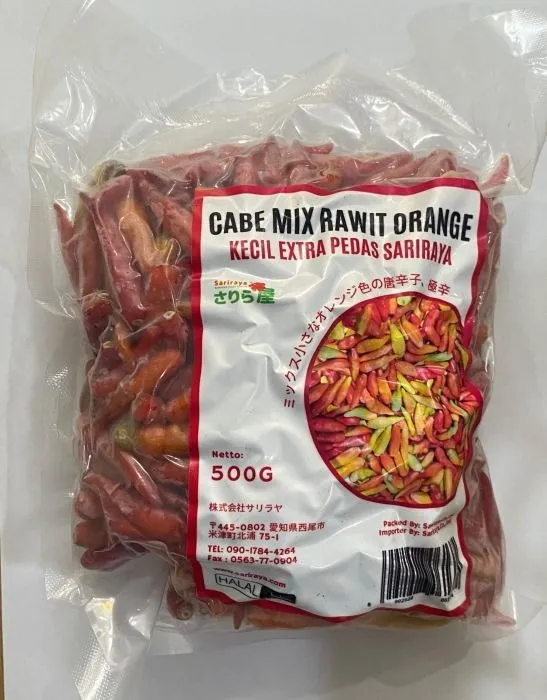 CABE MIX RAWIT ORANGE
KECIL EXTRA PEDAS SARIRAYA
Sariraya
さりら屋
ミックス小さなオレンジ色の唐辛子、極辛
Netto:
500G
株式会社サリラヤ
〒445-0802 愛知県西尾市
米津町北浦 75-1
TEL: 090-1784-4264
Fax : 0563-77-0904
www.sariraya.com
HALAL
Packed By:
Importer By: